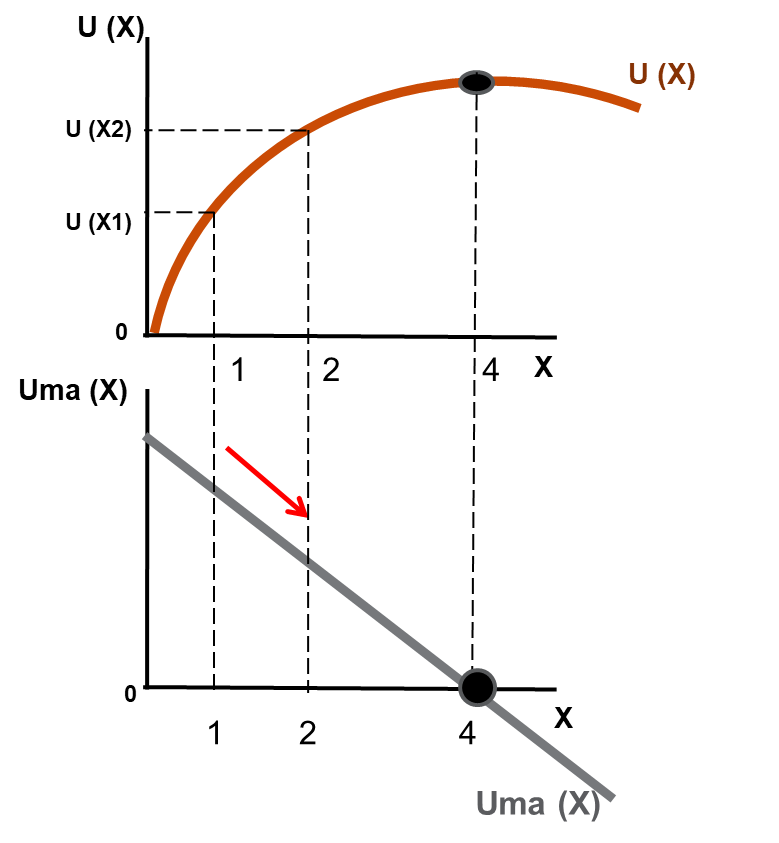 U (X)
U (X)
U (X2)
U (X1)
0
1 2 4 X
Uma (X)
0
1 2 4 X
Uma (X)